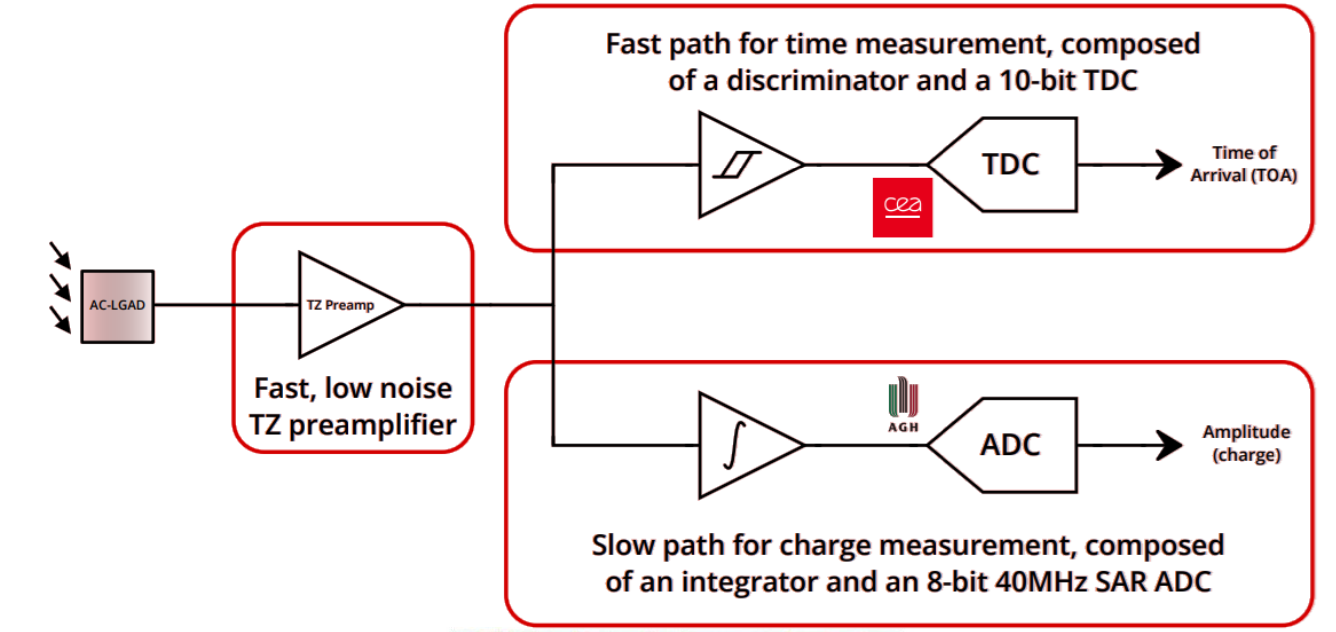 Fast path for time measurement, composed
of a discriminator and a 10-bit TDC
TDC
Time of
Arrival (TOA)
cea
AC-LGAD
TZ Preamp
Fast, low noise
TZ preamplifier
AGH
ADC
Amplitude
(charge)
Slow path for charge measurement, composed
of an integrator and an 8-bit 40MHz SAR ADC